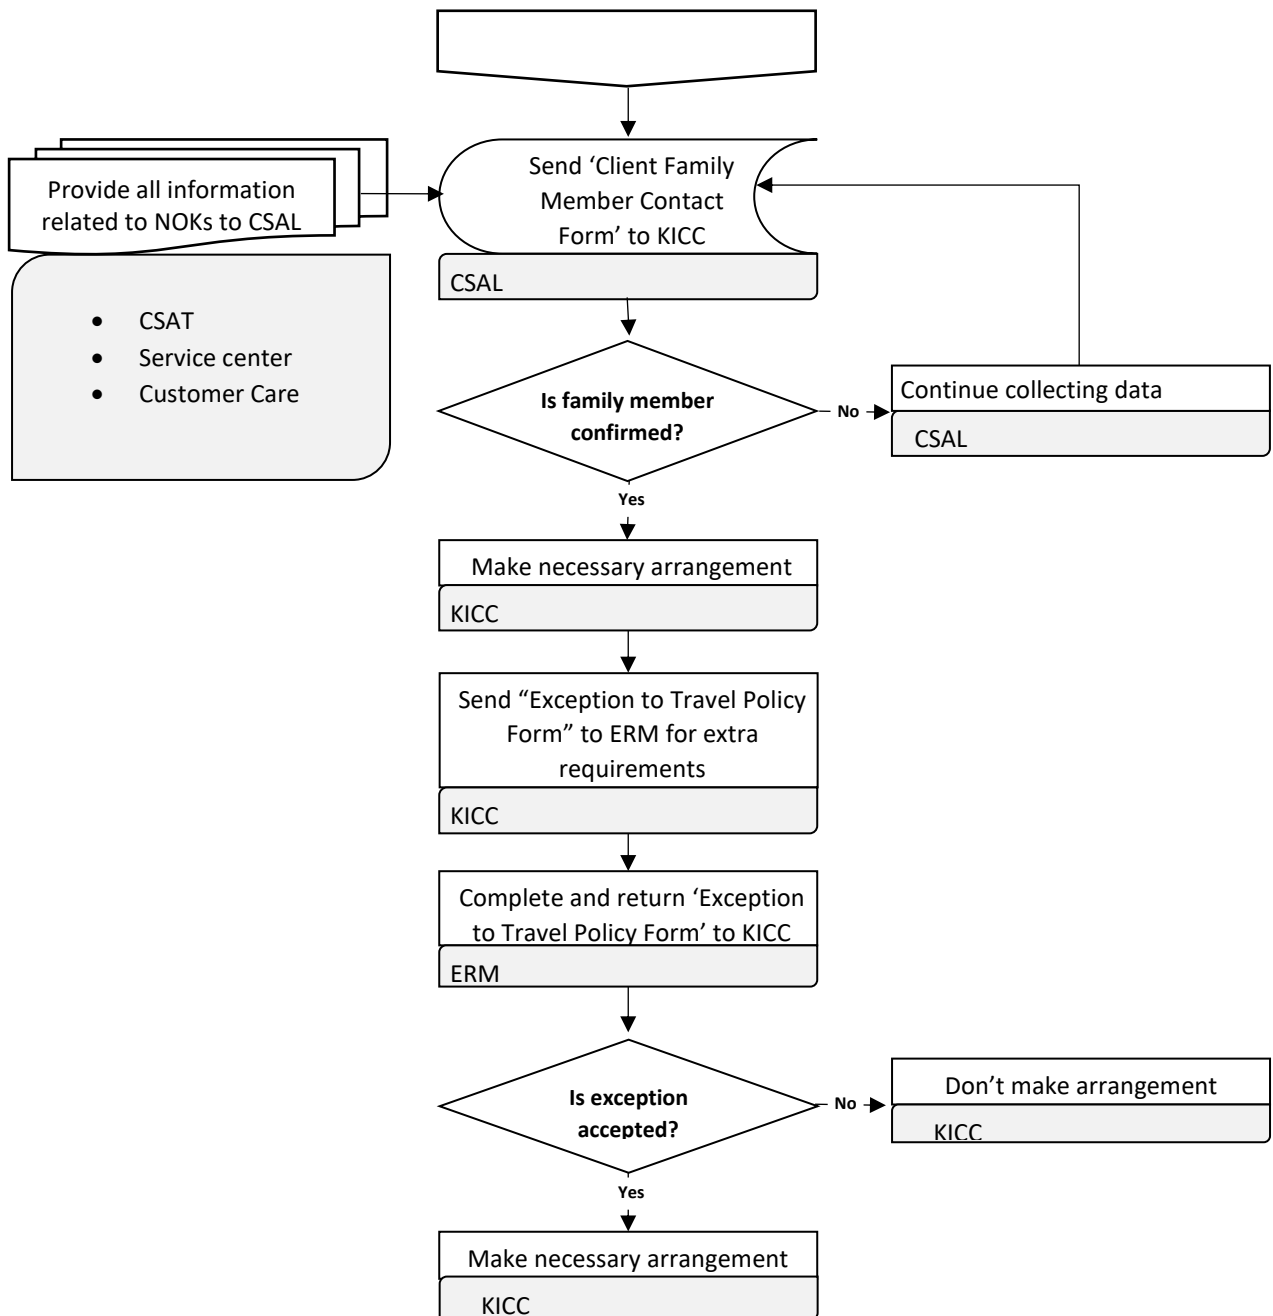 Provide all information
related to NOKs to CSAL
• CSAT
• Service center
• Customer Care
Send ‘Client Family
Member Contact
Form’ to KICC
CSAL
Is family member
confirmed?
No
Continue collecting data
CSAL
Yes
Make necessary arrangement
KICC
Send “Exception to Travel Policy
Form” to ERM for extra
requirements
KICC
Complete and return ‘Exception
to Travel Policy Form’ to KICC
ERM
Is exception
accepted?
No
Don’t make arrangement
KICC
Yes
Make necessary arrangement
KICC